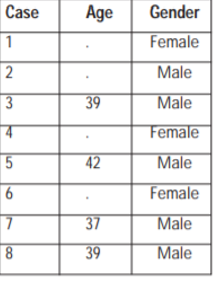 Case Age Gender
1 . Female
2 . Male
3 39 Male
4 . Female
5 42 Male
6 . Female
7 37 Male
8 39 Male